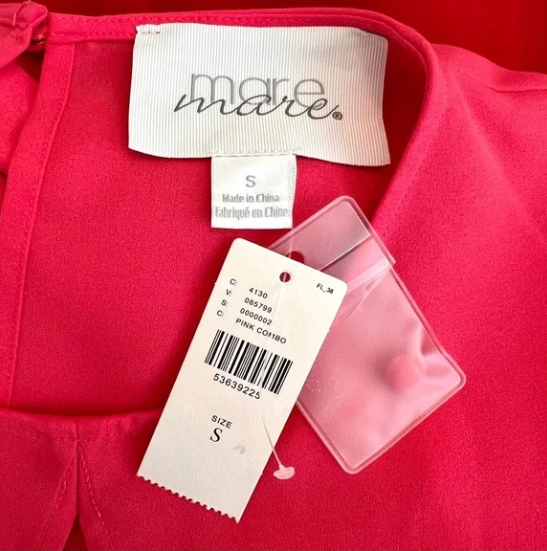 mare
mare®
S
Made in China
Fabriqué en Chine
FL_38
C: 4130
V: 065799
S: 0000002
C: PINK COMBO
53639225
SIZE
S